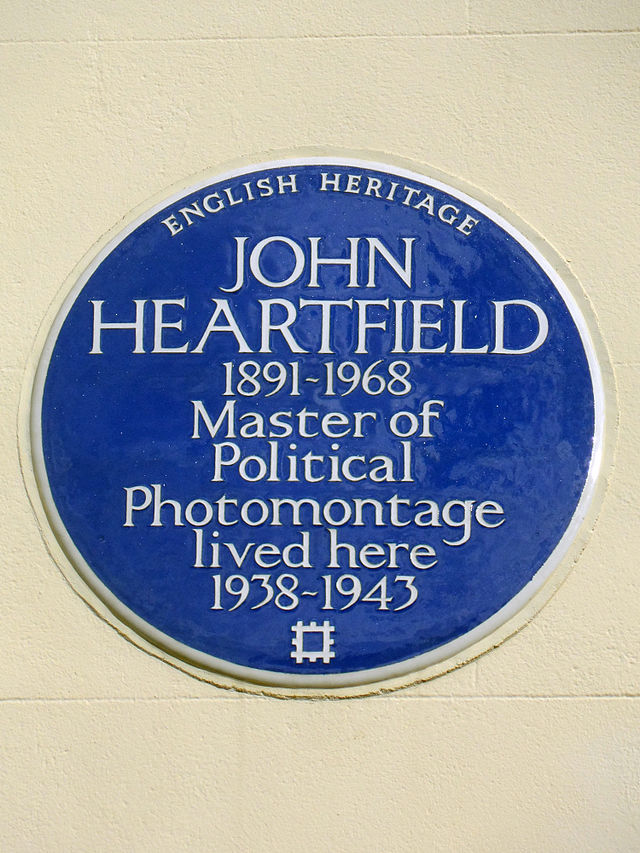 ENGLISH HERITAGE
JOHN
HEARTFIELD
1891-1968
Master of
Political
Photomontage
lived here
1938-1943